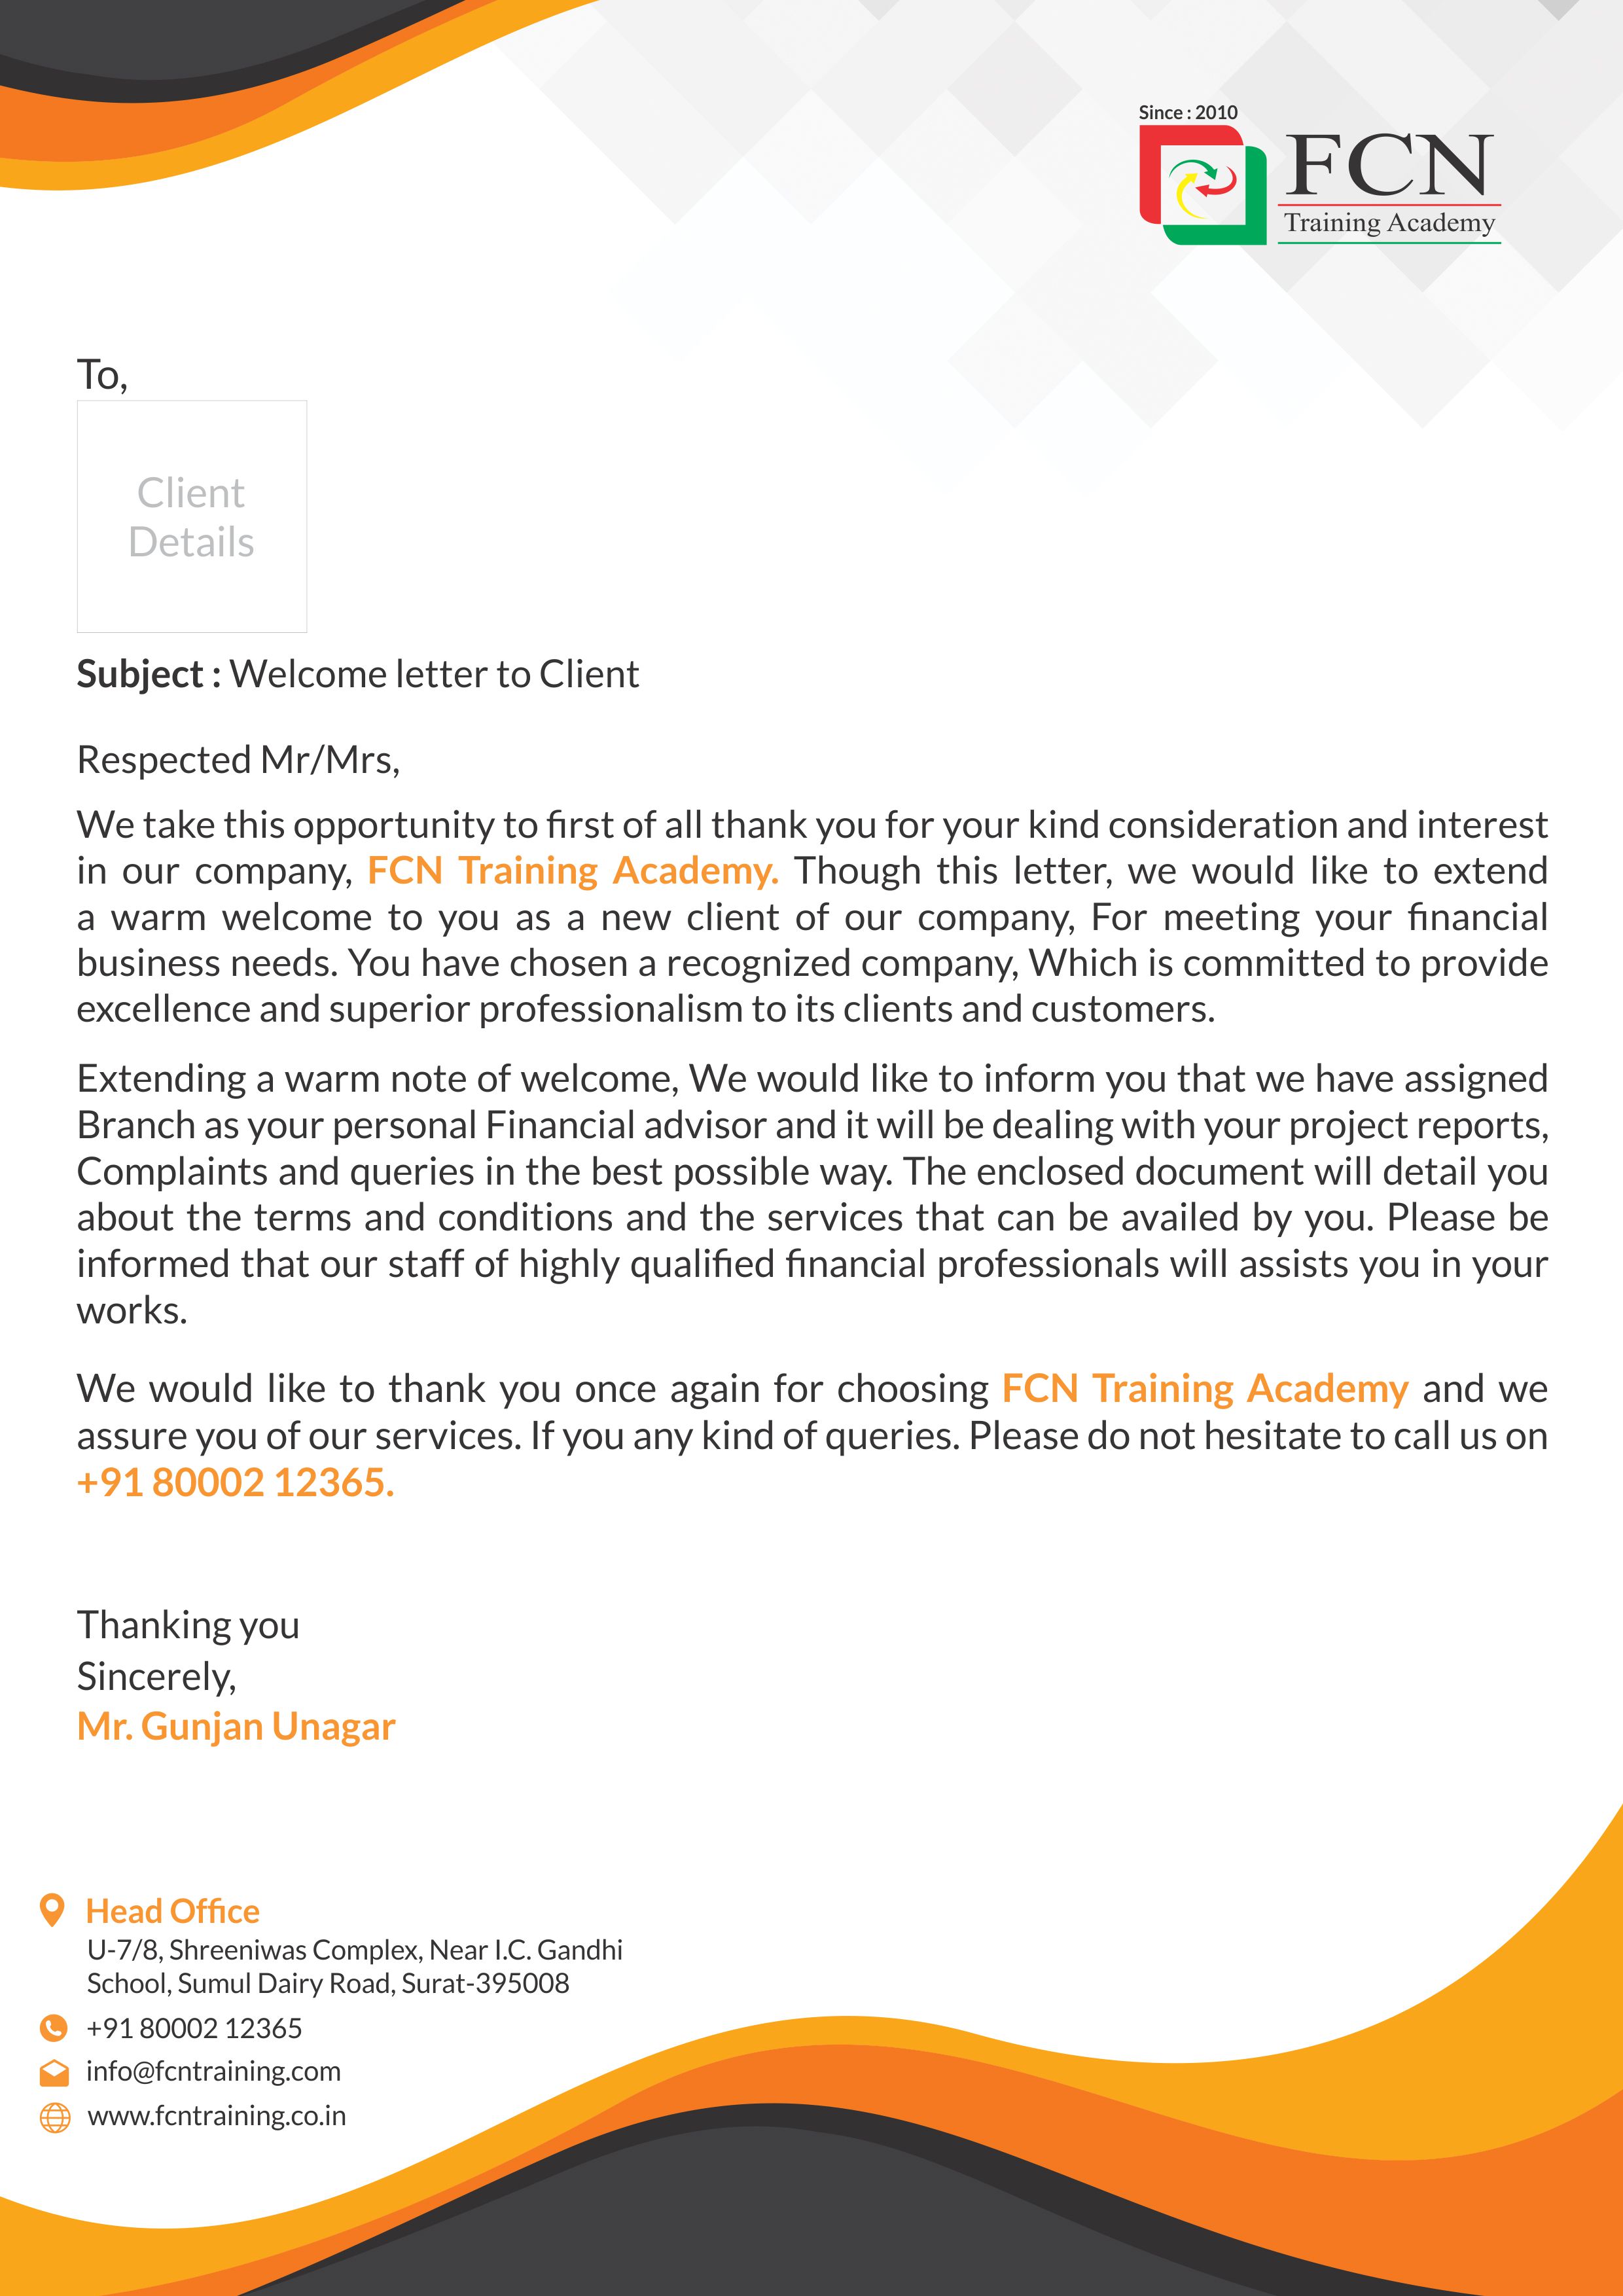 Since : 2010
FCN
Training Academy
To,
Client
Details
Subject : Welcome letter to Client
Respected Mr/Mrs,
We take this opportunity to first of all thank you for your kind consideration and interest
in our company, FCN Training Academy. Though this letter, we would like to extend
a warm welcome to you as a new client of our company, For meeting your financial
business needs. You have chosen a recognized company, Which is committed to provide
excellence and superior professionalism to its clients and customers.
Extending a warm note of welcome, We would like to inform you that we have assigned
Branch as your personal Financial advisor and it will be dealing with your project reports,
Complaints and queries in the best possible way. The enclosed document will detail you
about the terms and conditions and the services that can be availed by you. Please be
informed that our staff of highly qualified financial professionals will assists you in your
works.
We would like to thank you once again for choosing FCN Training Academy and we
assure you of our services. If you any kind of queries. Please do not hesitate to call us on
+91 80002 12365.
Thanking you
Sincerely,
Mr. Gunjan Unagar
Head Office
U-7/8, Shreeniwas Complex, Near I.C. Gandhi
School, Sumul Dairy Road, Surat-395008
+91 80002 12365
info@fcntraining.com
www.fcntraining.co.in